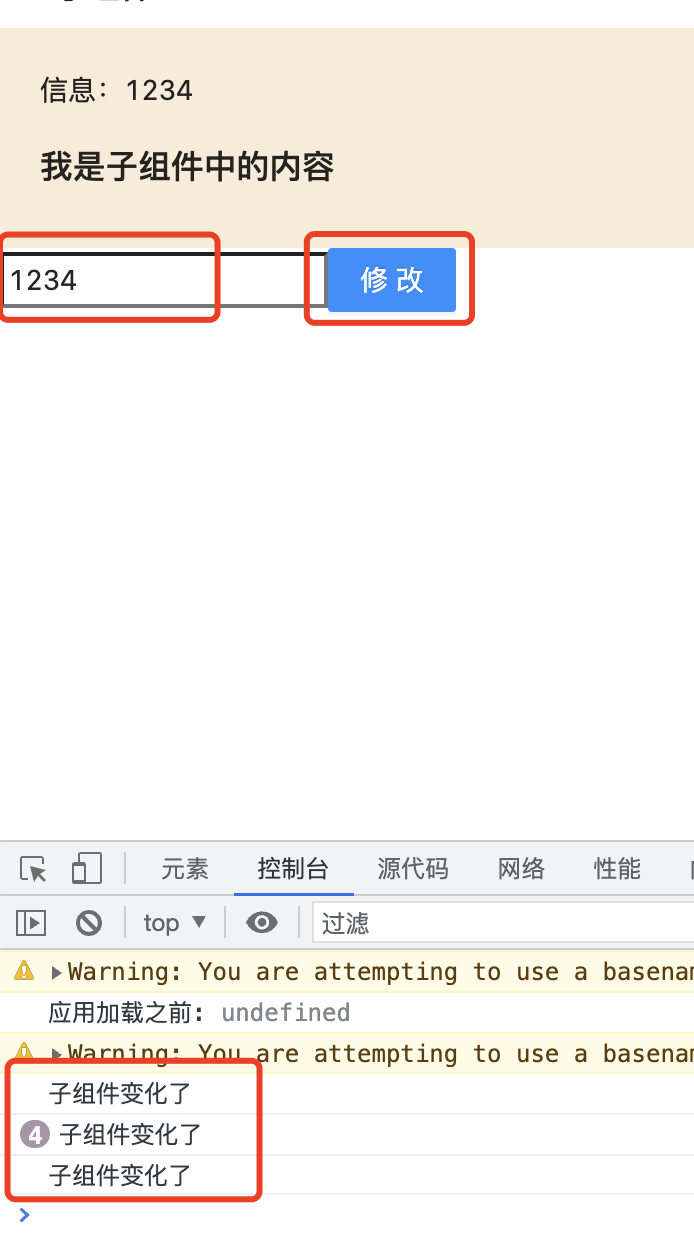 信息：1234
我是子组件中的内容
1234 修 改
元素 控制台 源代码 网络 性能
top 过滤
Warning: You are attempting to use a basenam
应用加载之前: undefined
Warning: You are attempting to use a basenam
子组件变化了
4 子组件变化了
子组件变化了